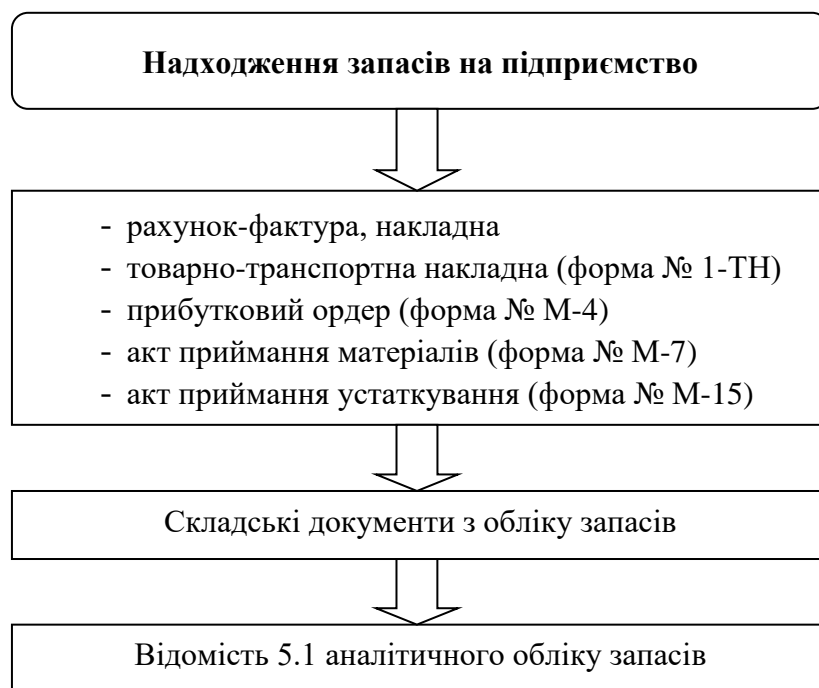 Надходження запасів на підприємство
- рахунок-фактура, накладна
- товарно-транспортна накладна (форма № 1-ТН)
- прибутковий ордер (форма № М-4)
- акт приймання матеріалів (форма № М-7)
- акт приймання устаткування (форма № М-15)
Складські документи з обліку запасів
Відомість 5.1 аналітичного обліку запасів